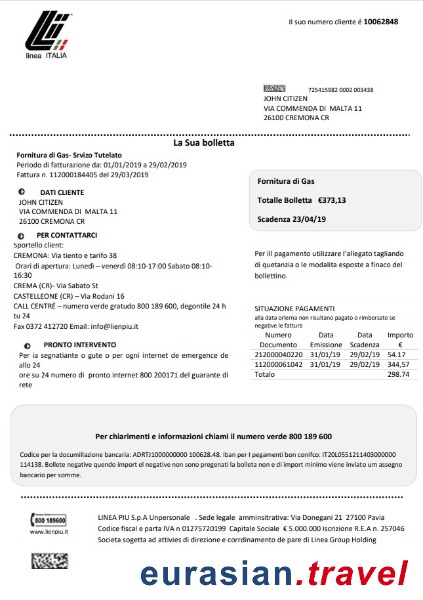 Il suo numero cliente é 10062848
linea ITALIA
725415982 0002 003438
JOHN CITIZEN
VIA COMMENDA DI MALTA 11
26100 CREMONA CR
La Sua bolletta
Fornitura di Gas- Srvizo Tutelato
Periodo di fatturazione da: 01/01/2019 a 29/02/2019
Fattura n. 112000184405 del 29/03/2019
DATI CLIENTE
JOHN CITIZEN
VIA COMMENDA DI MALTA 11
26100 CREMONA CR
PER CONTATTARCI
Sportello client:
CREMONA: Via tiento e tarifo 38
Orari di apertura: Lunedì – venerdi 08:10-17:00 Sabato 08:10-
16:30
CREMA (CR)- Via Sabato St
CASTELLEONE (CR) – Via Rodani 16
CALL CENTRÉ – numero verde gratudo 800 189 600, degontile 24 h
tu 24
Fax 0372 412720 Email: info@lienpiu.it
PRONTO INTERVENTO
Per ia segnatiante o gute o per ogni internet de emergence de
allo 24
ore su 24 number di pronto internet 800 200171 del guarante di
rete
Fornitura di Gas
Totalle Bolletta €373,13
Scadenza 23/04/19
Per ill pagamento utilizzare l'allegato tagliando
di quetanzia o le modalita esposte a finaco del
bollettino.
SITUAZIONE PAGAMENTI
alla data eriema non risultano pagato o rimborsate se
negative le fatture
Numero Data Data Importo
Documento Emissione Scadenza €
212000040220 31/01/19 29/02/19 54.17
112000061042 31/01/19 29/02/19 344,57
Totalo 298.74
Per chiarimenti e informazioni chiami il numero verde 800 189 600
Codice per la documiliazione bancaria: ADRTJ1000000000 100628.48. Iban per I pegamenti bon conifco: IT20L0551211403000000
114138. Bollete negative quendo import el negative non sono pregenati la bolleta non e di import minimo viene inviato um assegno
bancario per somme.
800 189600
www.lienpiu.it
LINEA PIU S.p.A Unpersonale . Sede legale amminsitrativa: Via Donegani 21 27100 Pavia
Codice fiscal e parta IVA n 01275720199 Capitale Sociale € 5.000.000 Iscrizione R.E.A n. 257046
Societa sogetta ad attivies di direzione e corrdinamento de pare di Linea Group Holding
eurasian.travel